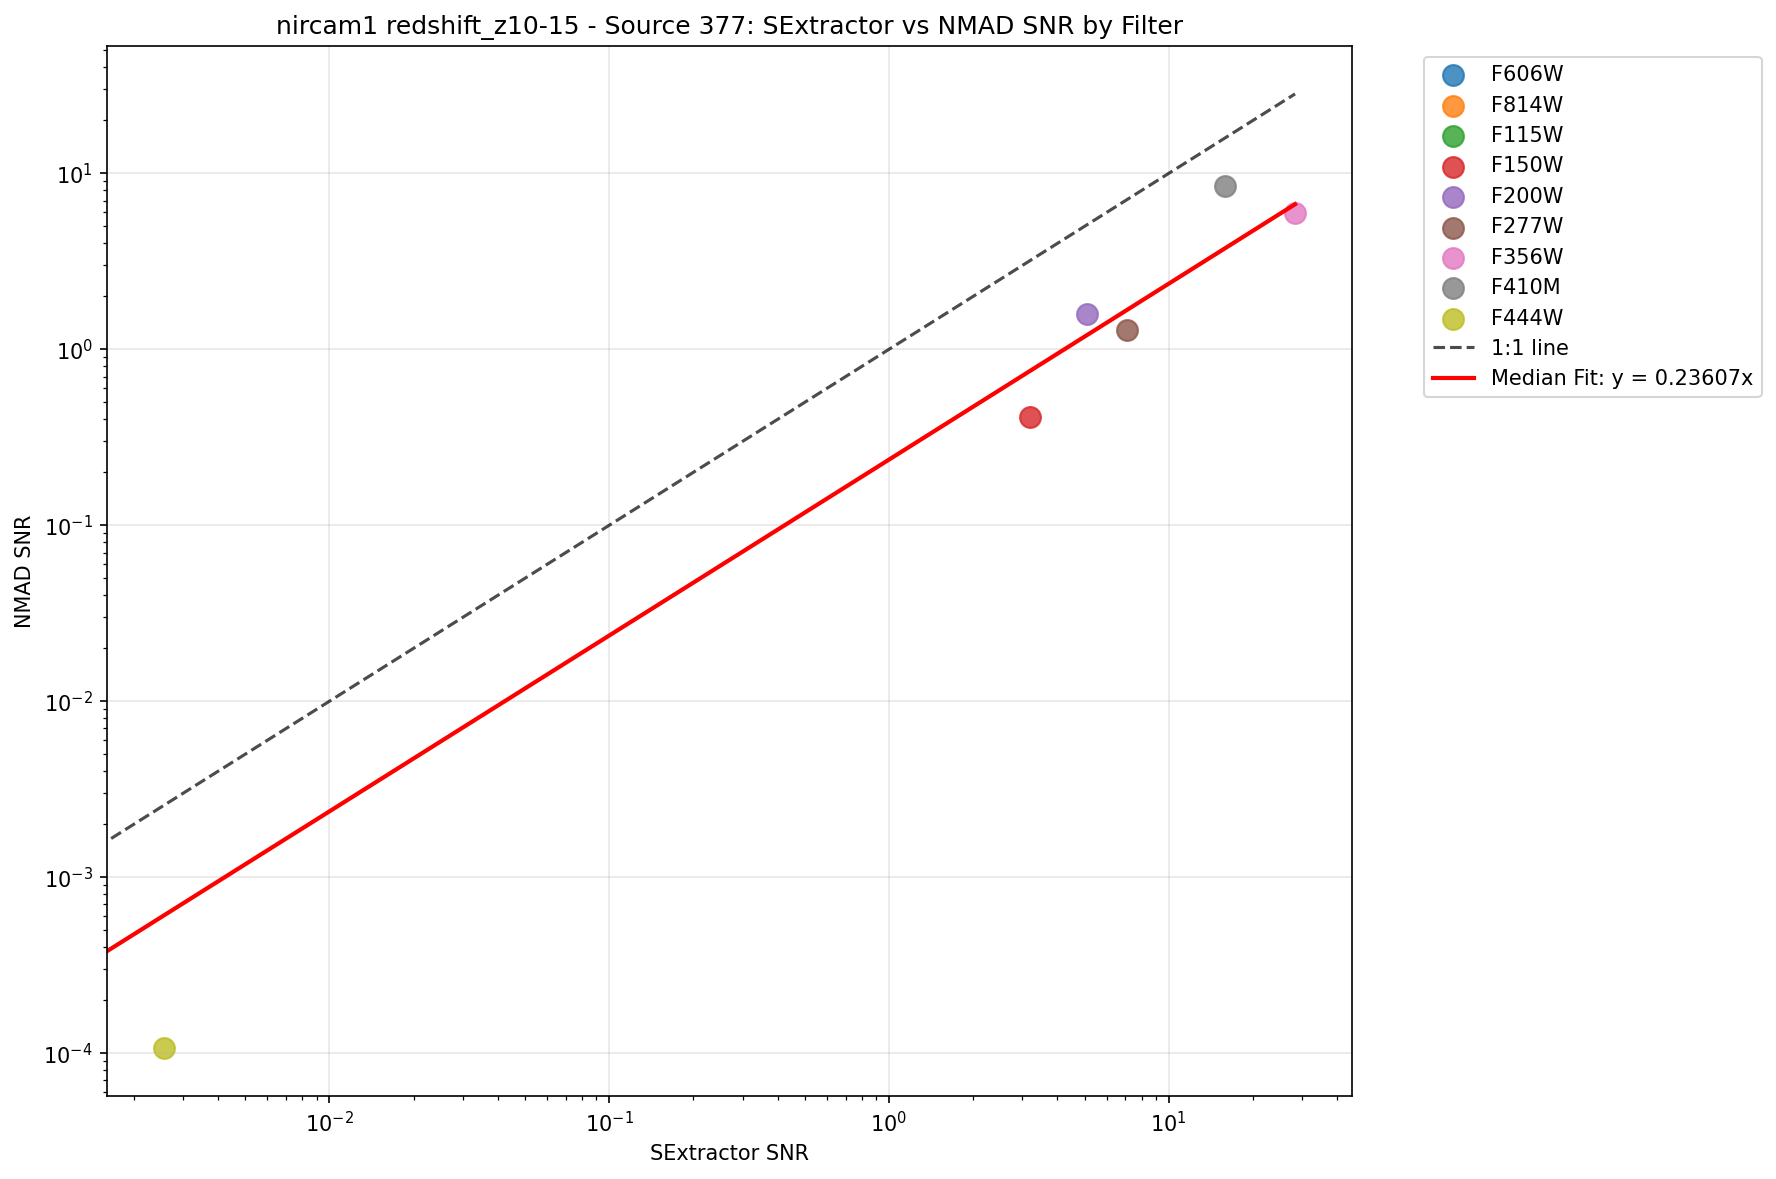 nircam1 redshift_z10-15 - Source 377: SExtractor vs NMAD SNR by Filter
F606W
F814W
F115W
F150W
F200W
F277W
F356W
F410M
F444W
1:1 line
Median Fit: y = 0.23607x
NMAD SNR
10¹
10⁰
10⁻¹
10⁻²
10⁻³
10⁻⁴
10⁻²
10⁻¹
10⁰
10¹
SExtractor SNR